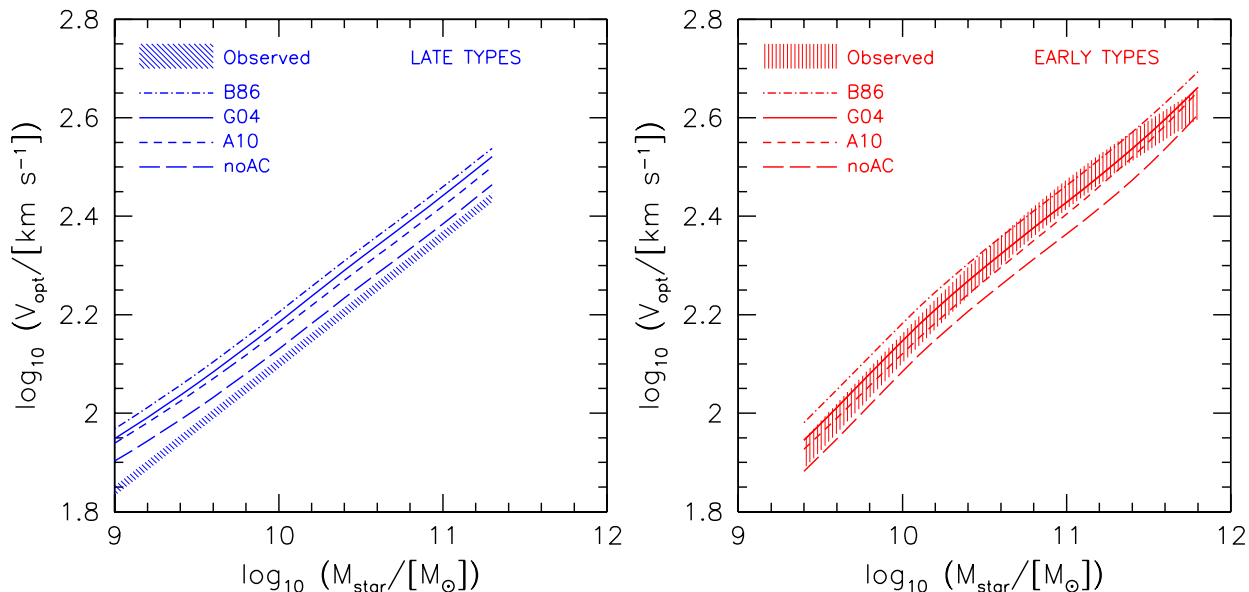 2.8
2.6
2.4
2.2
2
1.8
log10 (Vopt/[km s−1])
Observed LATE TYPES
B86
G04
A10
noAC
9 10 11 12
log10 (Mstar/[M⊙])
2.8
2.6
2.4
2.2
2
1.8
log10 (Vopt/[km s−1])
Observed EARLY TYPES
B86
G04
A10
noAC
9 10 11 12
log10 (Mstar/[M⊙])